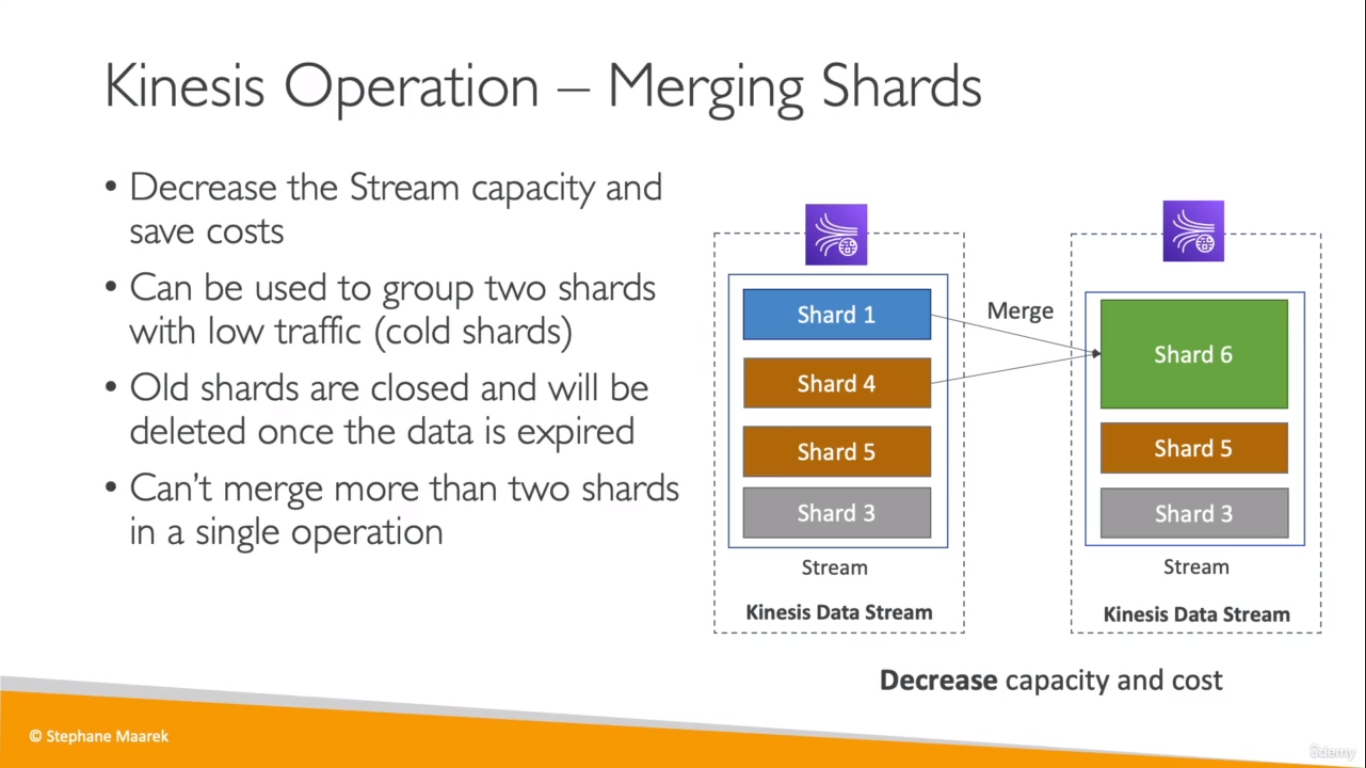 Kinesis Operation – Merging Shards
• Decrease the Stream capacity and
save costs
• Can be used to group two shards
with low traffic (cold shards)
• Old shards are closed and will be
deleted once the data is expired
• Can't merge more than two shards
in a single operation
Shard 1
Shard 4
Shard 5
Shard 3
Stream
Kinesis Data Stream
Merge
Shard 6
Shard 5
Shard 3
Stream
Kinesis Data Stream
Decrease capacity and cost
© Stephane Maarek
ûdemy